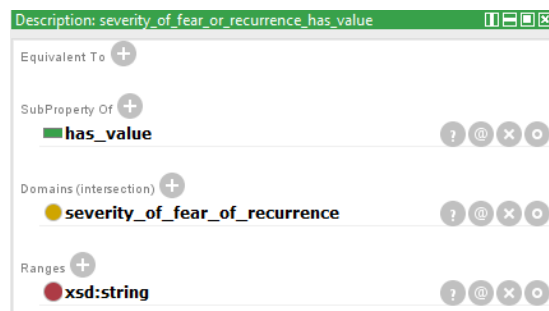 Description: severity_of_fear_or_recurrence_has_value
Equivalent To
SubProperty Of
has_value
Domains (intersection)
severity_of_fear_of_recurrence
Ranges
xsd:string